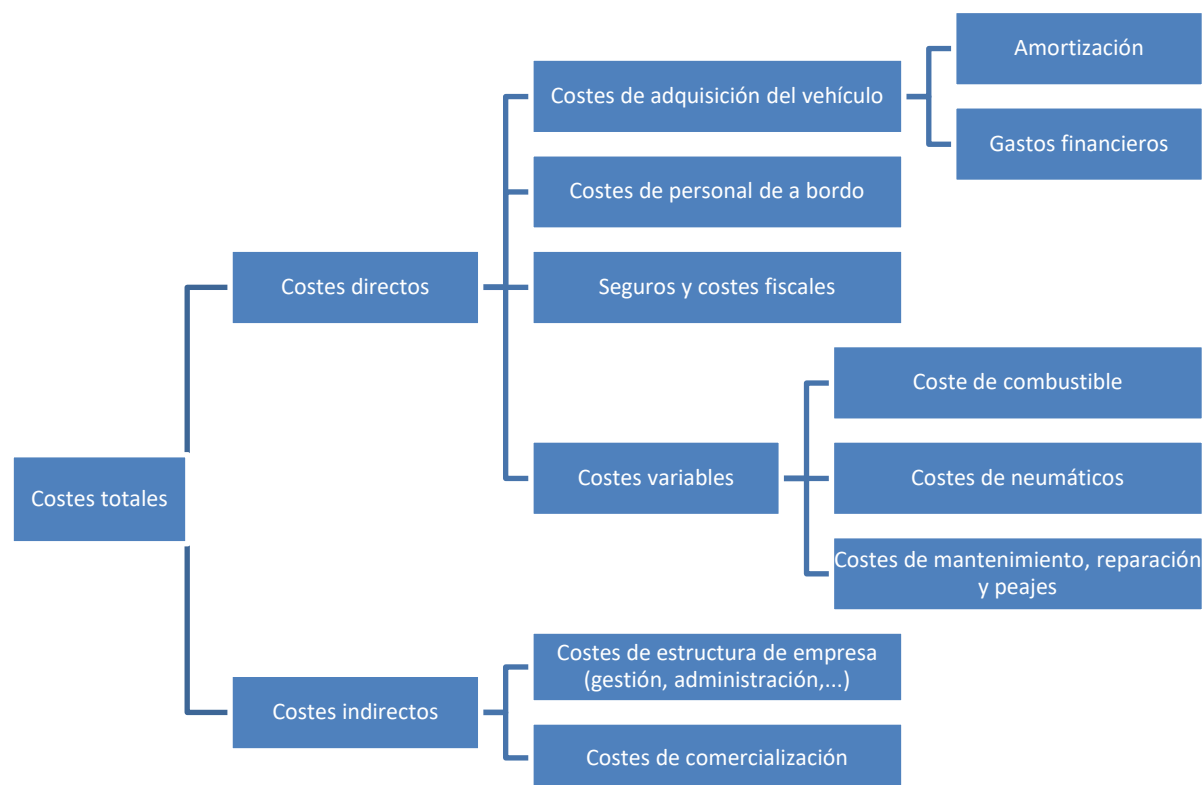 Amortización
Costes de adquisición del vehículo
Gastos financieros
Costes de personal de a bordo
Costes directos
Seguros y costes fiscales
Coste de combustible
Costes variables
Costes de neumáticos
Costes totales
Costes de mantenimiento, reparación
y peajes
Costes de estructura de empresa
(gestión, administración,...)
Costes indirectos
Costes de comercialización